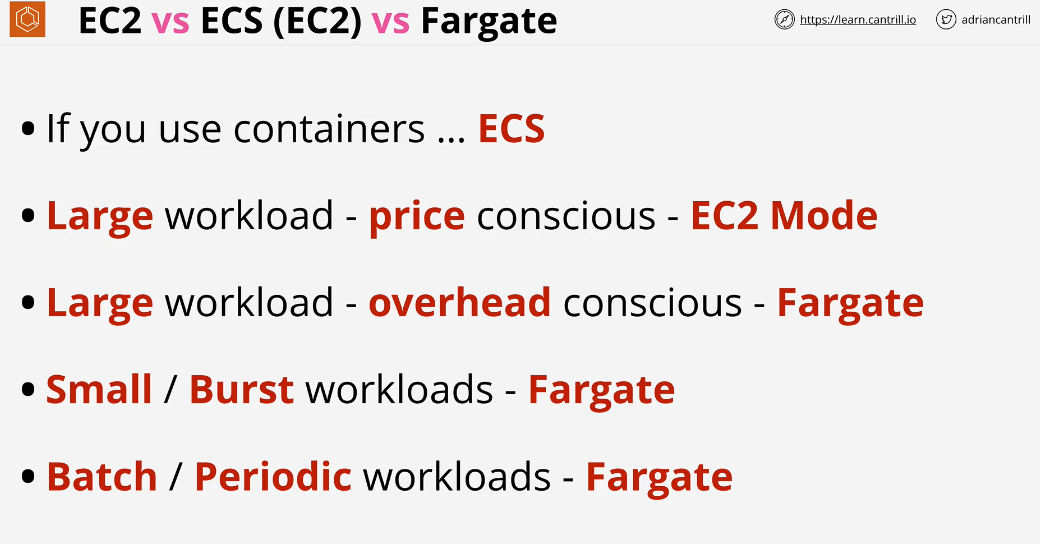 EC2 vs ECS (EC2) vs Fargate
https://learn.cantrill.io
adriancantrill
• If you use containers ... ECS
• Large workload - price conscious - EC2 Mode
• Large workload - overhead conscious - Fargate
• Small / Burst workloads - Fargate
• Batch / Periodic workloads - Fargate